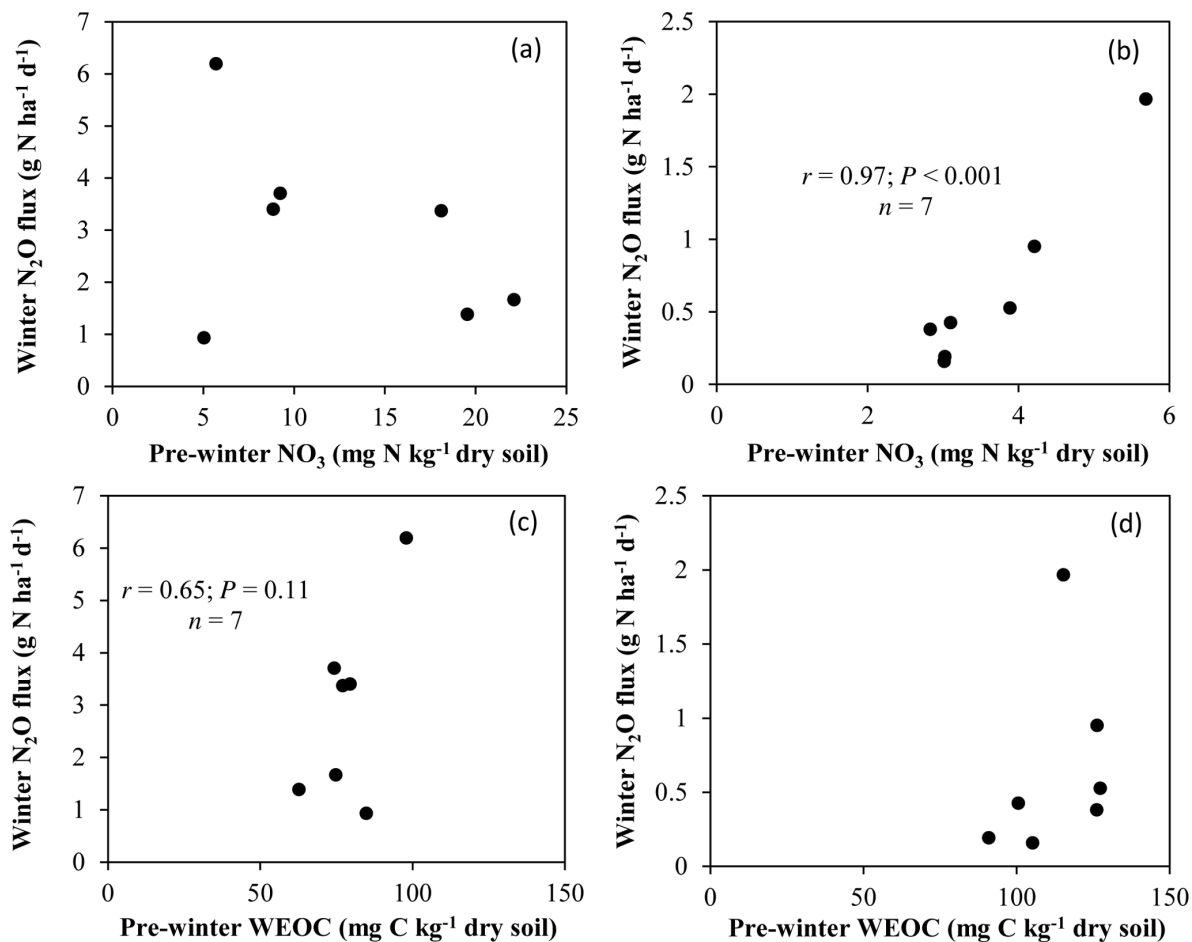 (a)
Winter N₂O flux (g N ha⁻¹ d⁻¹)
7
6
5
4
3
2
1
0
0 5 10 15 20 25
Pre-winter NO₃ (mg N kg⁻¹ dry soil)
(b)
Winter N₂O flux (g N ha⁻¹ d⁻¹)
2.5
2
1.5
1
0.5
0
r = 0.97; P < 0.001
n = 7
0 2 4 6
Pre-winter NO₃ (mg N kg⁻¹ dry soil)
(c)
Winter N₂O flux (g N ha⁻¹ d⁻¹)
7
6
5
4
3
2
1
0
r = 0.65; P = 0.11
n = 7
0 50 100 150
Pre-winter WEOC (mg C kg⁻¹ dry soil)
(d)
Winter N₂O flux (g N ha⁻¹ d⁻¹)
2.5
2
1.5
1
0.5
0
0 50 100 150
Pre-winter WEOC (mg C kg⁻¹ dry soil)